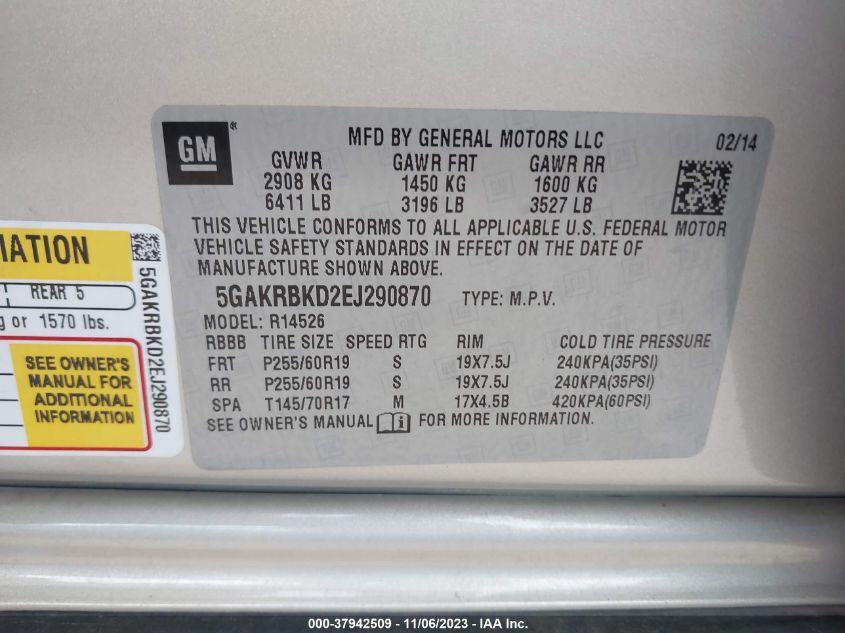 GM®
MFD BY GENERAL MOTORS LLC 02/14
GVWR GAWR FRT GAWR RR
2908 KG 1450 KG 1600 KG
6411 LB 3196 LB 3527 LB
THIS VEHICLE CONFORMS TO ALL APPLICABLE U.S. FEDERAL MOTOR
VEHICLE SAFETY STANDARDS IN EFFECT ON THE DATE OF
MANUFACTURE SHOWN ABOVE.
5GAKRBKD2EJ290870 TYPE: M.P.V.
MODEL: R14526
RBBB TIRE SIZE SPEED RTG RIM COLD TIRE PRESSURE
FRT P255/60R19 S 19X7.5J 240KPA(35PSI)
RR P255/60R19 S 19X7.5J 240KPA(35PSI)
SPA T145/70R17 M 17X4.5B 420KPA(60PSI)
SEE OWNER'S MANUAL FOR MORE INFORMATION.
REAR 5
or 1570 lbs.
SEE OWNER'S
MANUAL FOR
ADDITIONAL
INFORMATION
5GAKRBKD2EJ290870
000-37942509 - 11/06/2023 - IAA Inc.